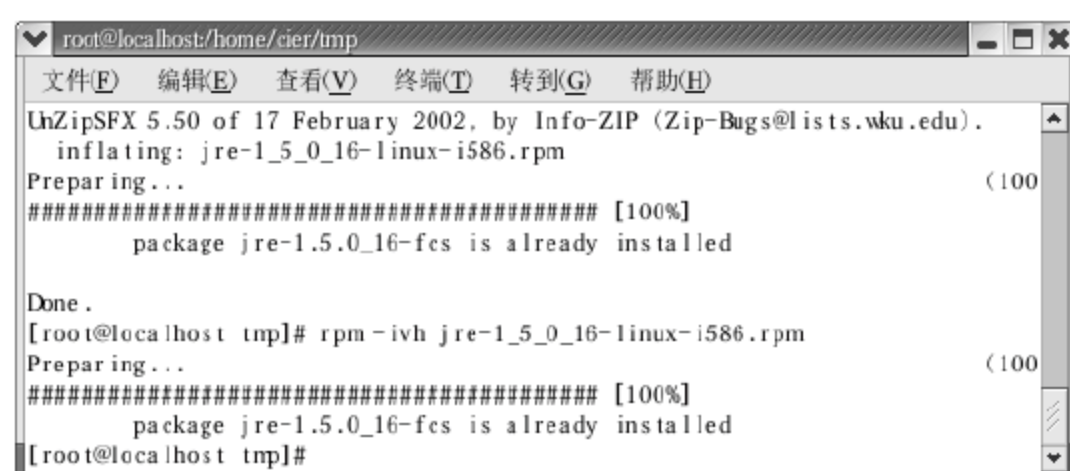 root@localhost:/home/cier/tmp
文件(F) 编辑(E) 查看(V) 终端(T) 转到(G) 帮助(H)
UnZipSFX 5.50 of 17 February 2002, by Info-ZIP (Zip-Bugs@lists.wku.edu).
inflating: jre-1_5_0_16-linux-i586.rpm
Preparing... (100
########################################### [100%]
package jre-1.5.0_16-fcs is already installed
Done.
[root@localhost tmp]# rpm -ivh jre-1_5_0_16-linux-i586.rpm
Preparing... (100
########################################### [100%]
package jre-1.5.0_16-fcs is already installed
[root@localhost tmp]#